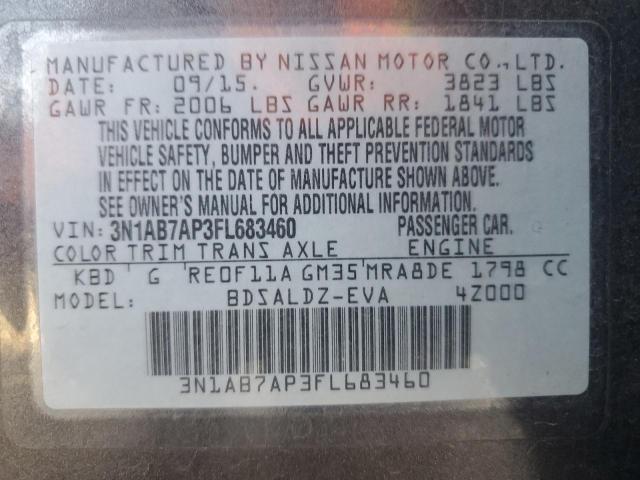 MANUFACTURED BY NISSAN MOTOR CO.,LTD.
DATE: 09/15. GVWR: 3823 LBS
GAWR FR: 2006 LBS GAWR RR: 1841 LBS
THIS VEHICLE CONFORMS TO ALL APPLICABLE FEDERAL MOTOR
VEHICLE SAFETY, BUMPER AND THEFT PREVENTION STANDARDS
IN EFFECT ON THE DATE OF MANUFACTURE SHOWN ABOVE.
SEE OWNER'S MANUAL FOR ADDITIONAL INFORMATION.
VIN: 3N1AB7AP3FL683460 PASSENGER CAR.
COLOR TRIM TRANS AXLE ENGINE
KBD G RE0F11A GM35 MRA8DE 1798 CC
MODEL: BDSALDZ-EVA 4Z000
3N1AB7AP3FL683460